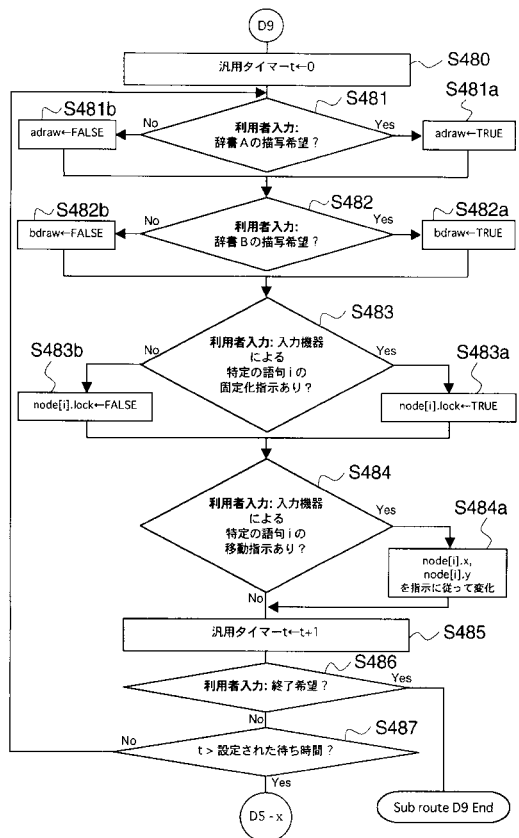 D9
汎用タイマーt←0
S480
S481
S481a
S481b
adraw←FALSE
No
利用者入力:
辞書Aの描写希望？
Yes
adraw←TRUE
S482
S482a
S482b
bdraw←FALSE
No
利用者入力:
辞書Bの描写希望？
Yes
bdraw←TRUE
S483
S483a
S483b
No
利用者入力: 入力機器
による
特定の語句iの
固定化指示あり？
Yes
node[i].lock←FALSE
node[i].lock←TRUE
S484
利用者入力: 入力機器
による
特定の語句iの
移動指示あり？
Yes
S484a
node[i].x,
node[i].y
を指示に従って変化
No
汎用タイマーt←t+1
S485
S486
利用者入力: 終了希望？
Yes
No
S487
No
t > 設定された待ち時間？
Yes
D5 - x
Sub route D9 End